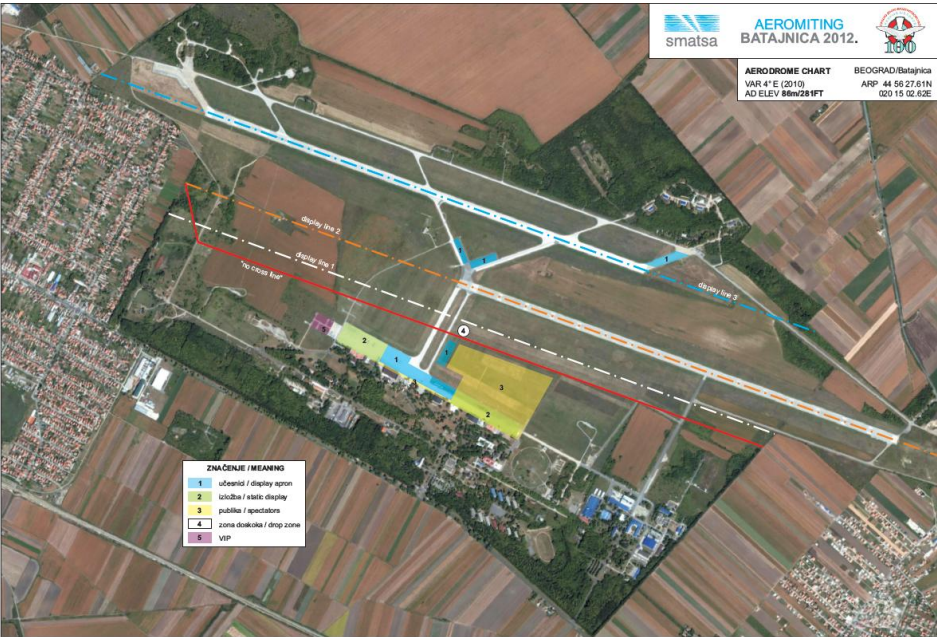 smatsa
AEROMITING
BATAJNICA 2012.
100
AERODROME CHART
BEOGRAD/Batajnica
VAR 4° E (2010)
ARP 44 56 27.61N
AD ELEV 86m/281FT
020 15 02.62E
display line 2
display line 1
"no cross line"
display line 3
1
1
1
4
5
2
1
1
3
2
ZNAČENJE / MEANING
1 učesnici / display apron
2 izložba / static display
3 publika / spectators
4 zona doskoka / drop zone
5 VIP